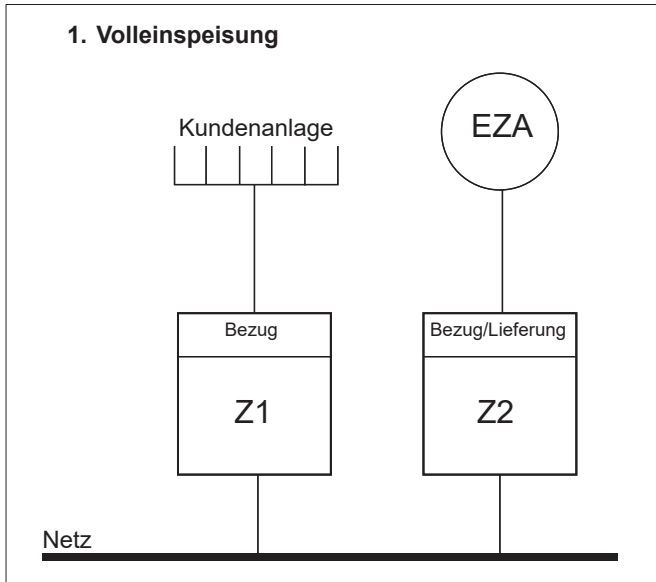 1. Volleinspeisung
Kundenanlage
EZA
Bezug
Bezug/Lieferung
Z1
Z2
Netz